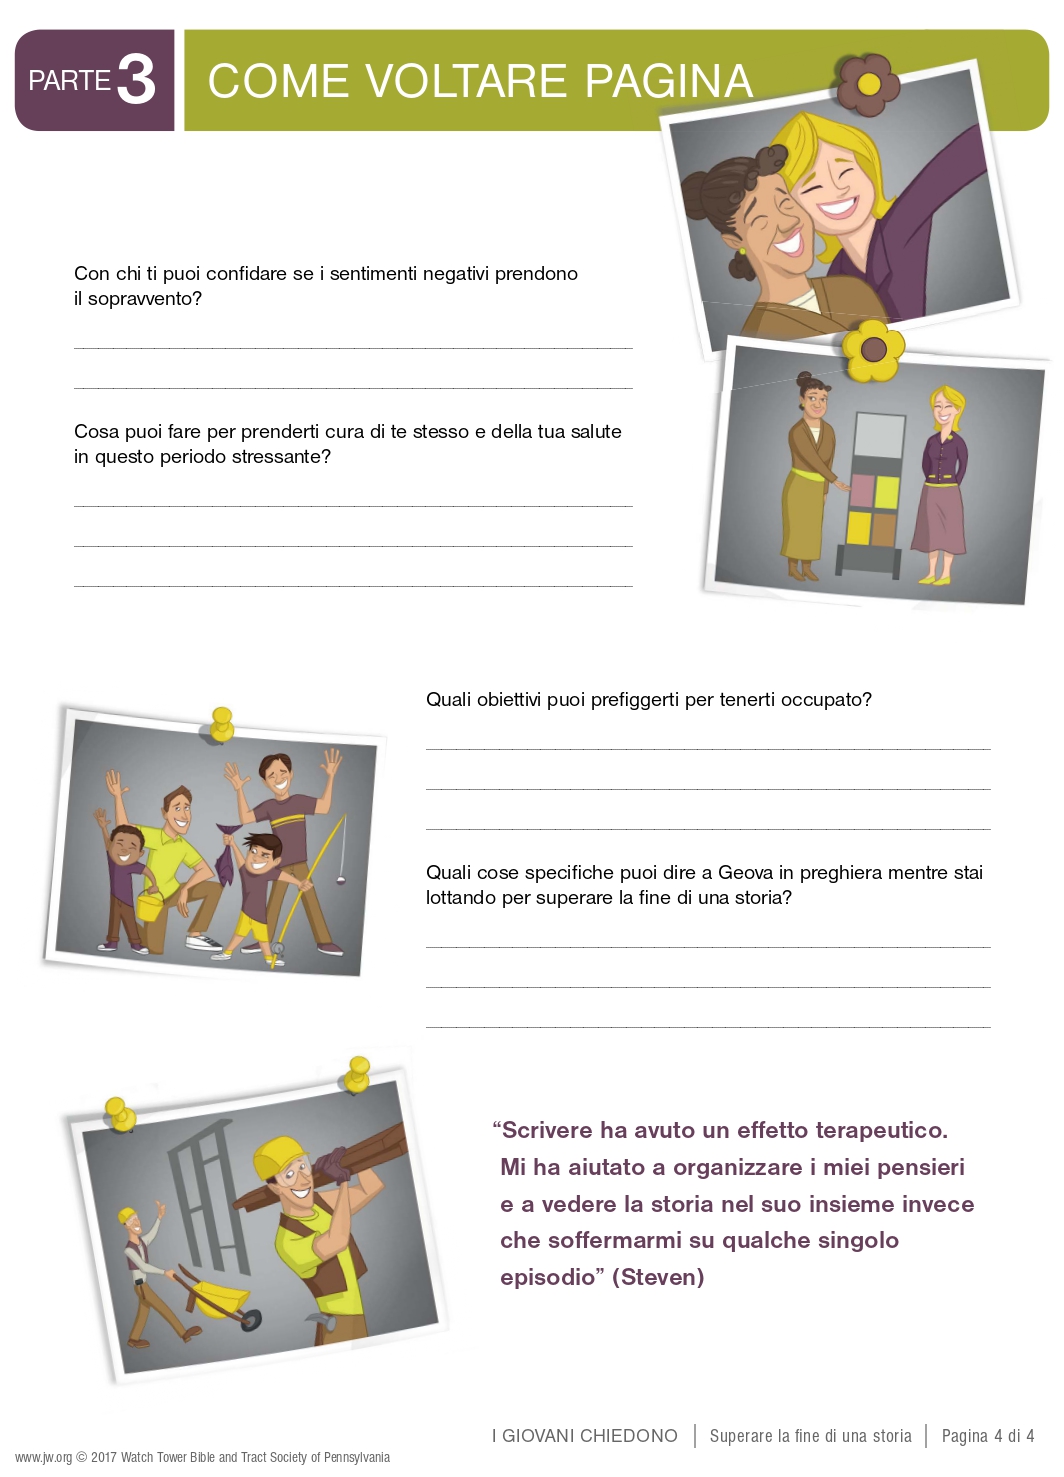 PARTE 3
COME VOLTARE PAGINA
Con chi ti puoi confidare se i sentimenti negativi prendono
il sopravvento?
Cosa puoi fare per prenderti cura di te stesso e della tua salute
in questo periodo stressante?
Quali obiettivi puoi prefiggerti per tenerti occupato?
Quali cose specifiche puoi dire a Geova in preghiera mentre stai
lottando per superare la fine di una storia?
“Scrivere ha avuto un effetto terapeutico.
Mi ha aiutato a organizzare i miei pensieri
e a vedere la storia nel suo insieme invece
che soffermarmi su qualche singolo
episodio” (Steven)
I GIOVANI CHIEDONO | Superare la fine di una storia | Pagina 4 di 4
www.jw.org © 2017 Watch Tower Bible and Tract Society of Pennsylvania